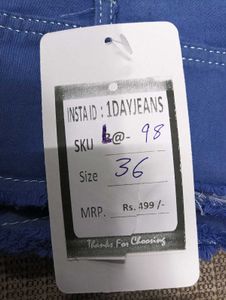 INSTA ID : 1DAYJEANS
SKU L@- 98
Size 36
MRP. Rs. 499 /-
Thanks For Choosing